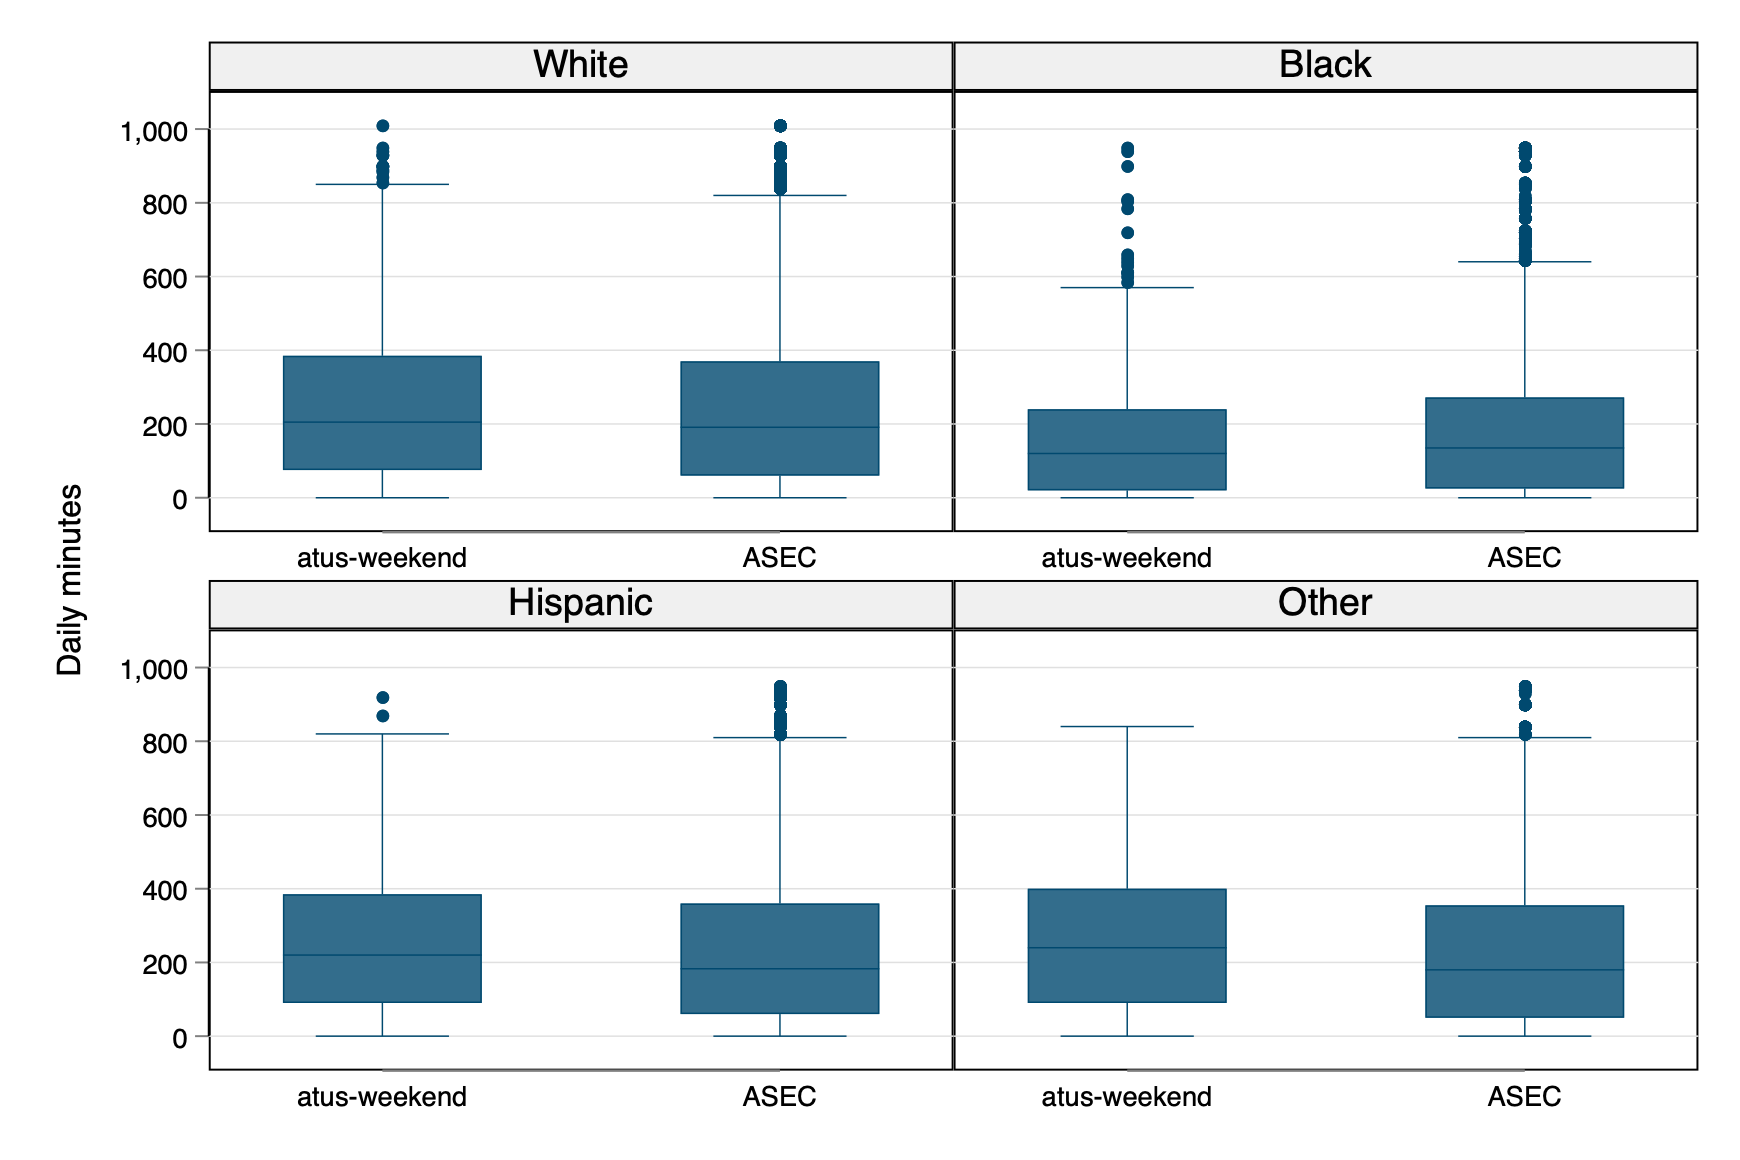 White
Black
1,000
800
600
400
200
0
atus-weekend
ASEC
atus-weekend
ASEC
Daily minutes
Hispanic
Other
1,000
800
600
400
200
0
atus-weekend
ASEC
atus-weekend
ASEC